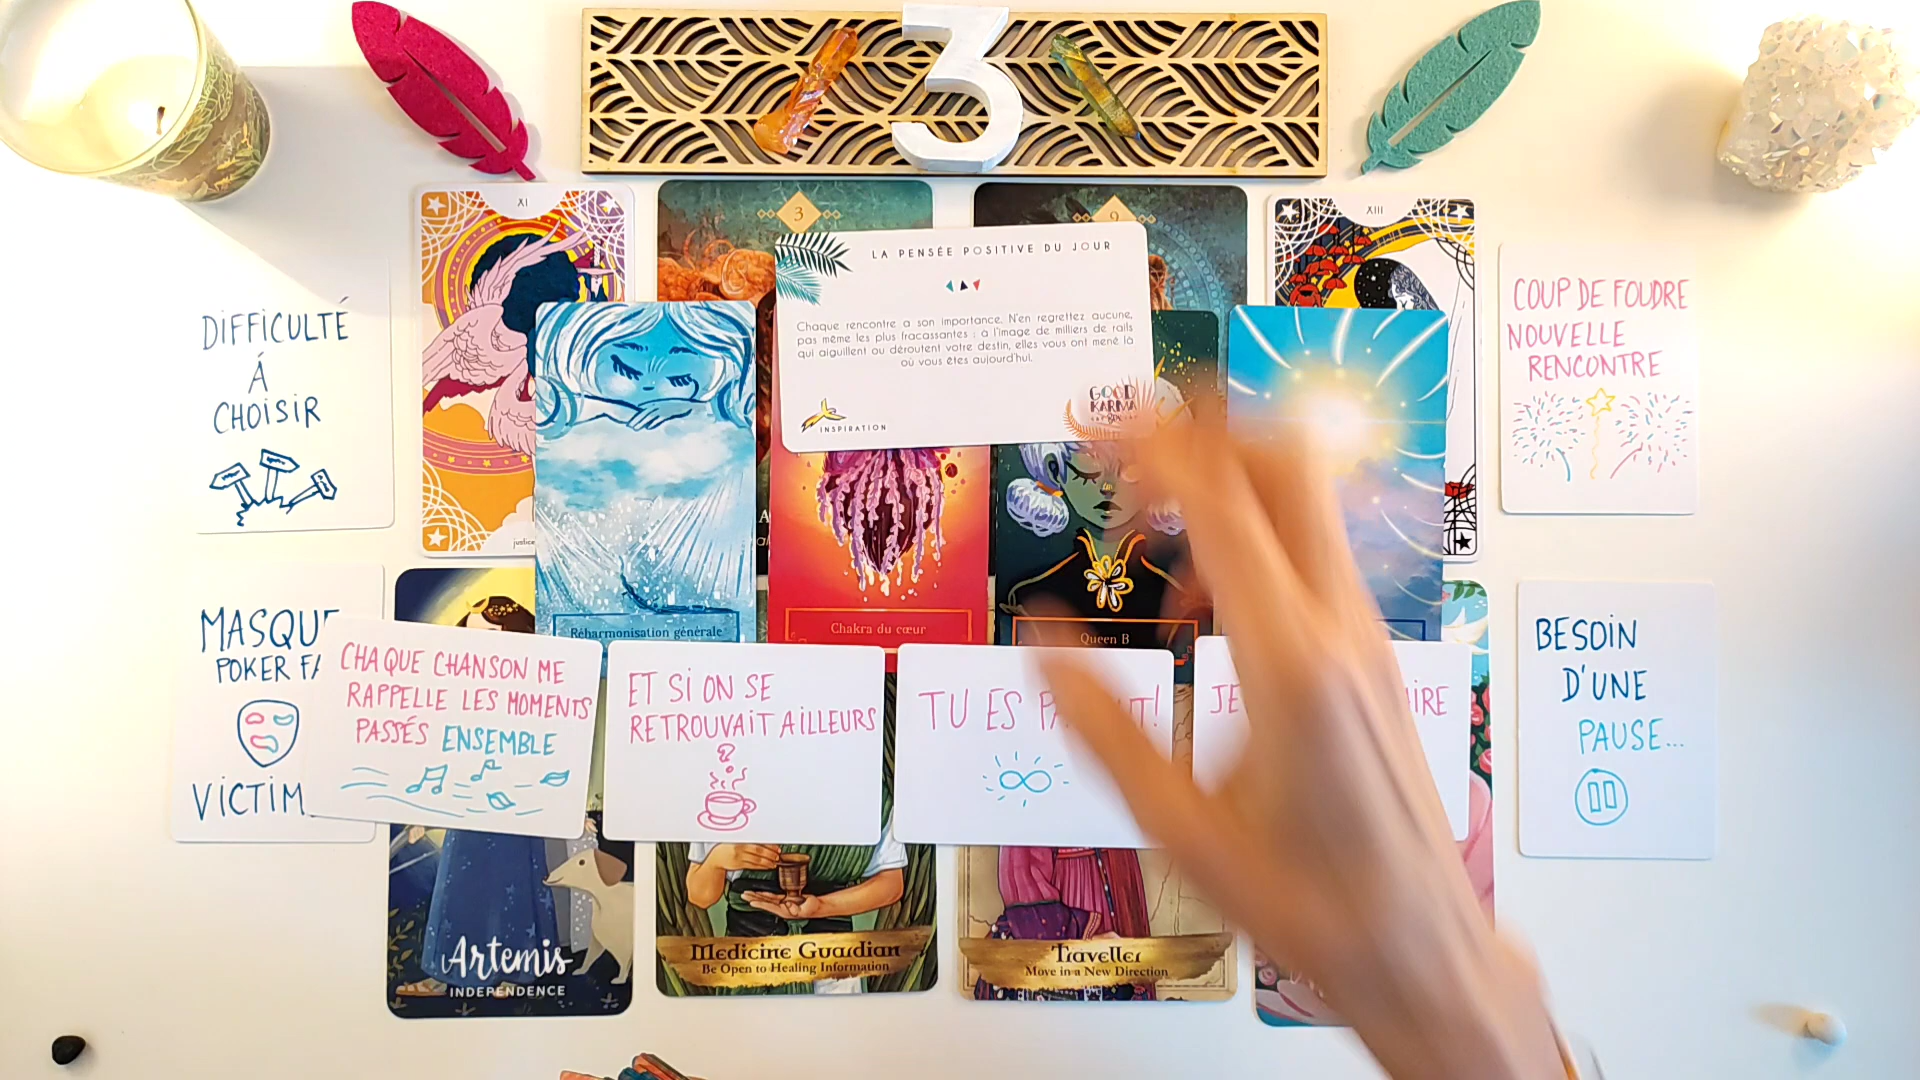 3
XI
3
9
XIII
LA PENSÉE POSITIVE DU JOUR
Chaque rencontre a son importance. N'en regrettez aucune,
pas même les plus fracassantes : à l'image de milliers de rails
qui aiguillent ou déroutent votre destin, elles vous ont mené là
où vous êtes aujourd'hui.
INSPIRATION
GOOD
KARMA
BOX
DIFFICULTÉ
À
CHOISIR
COUP DE FOUDRE
NOUVELLE
RENCONTRE
justice
Réharmonisation générale
Chakra du cœur
Queen B
MASQUE
POKER FA
VICTIM
CHAQUE CHANSON ME
RAPPELLE LES MOMENTS
PASSÉS ENSEMBLE
ET SI ON SE
RETROUVAIT AILLEURS
?
TU ES
JE
BESOIN
D'UNE
PAUSE...
Artemis
INDEPENDENCE
Medicine Guardian
Be Open to Healing Information
Traveller
Move in a New Direction